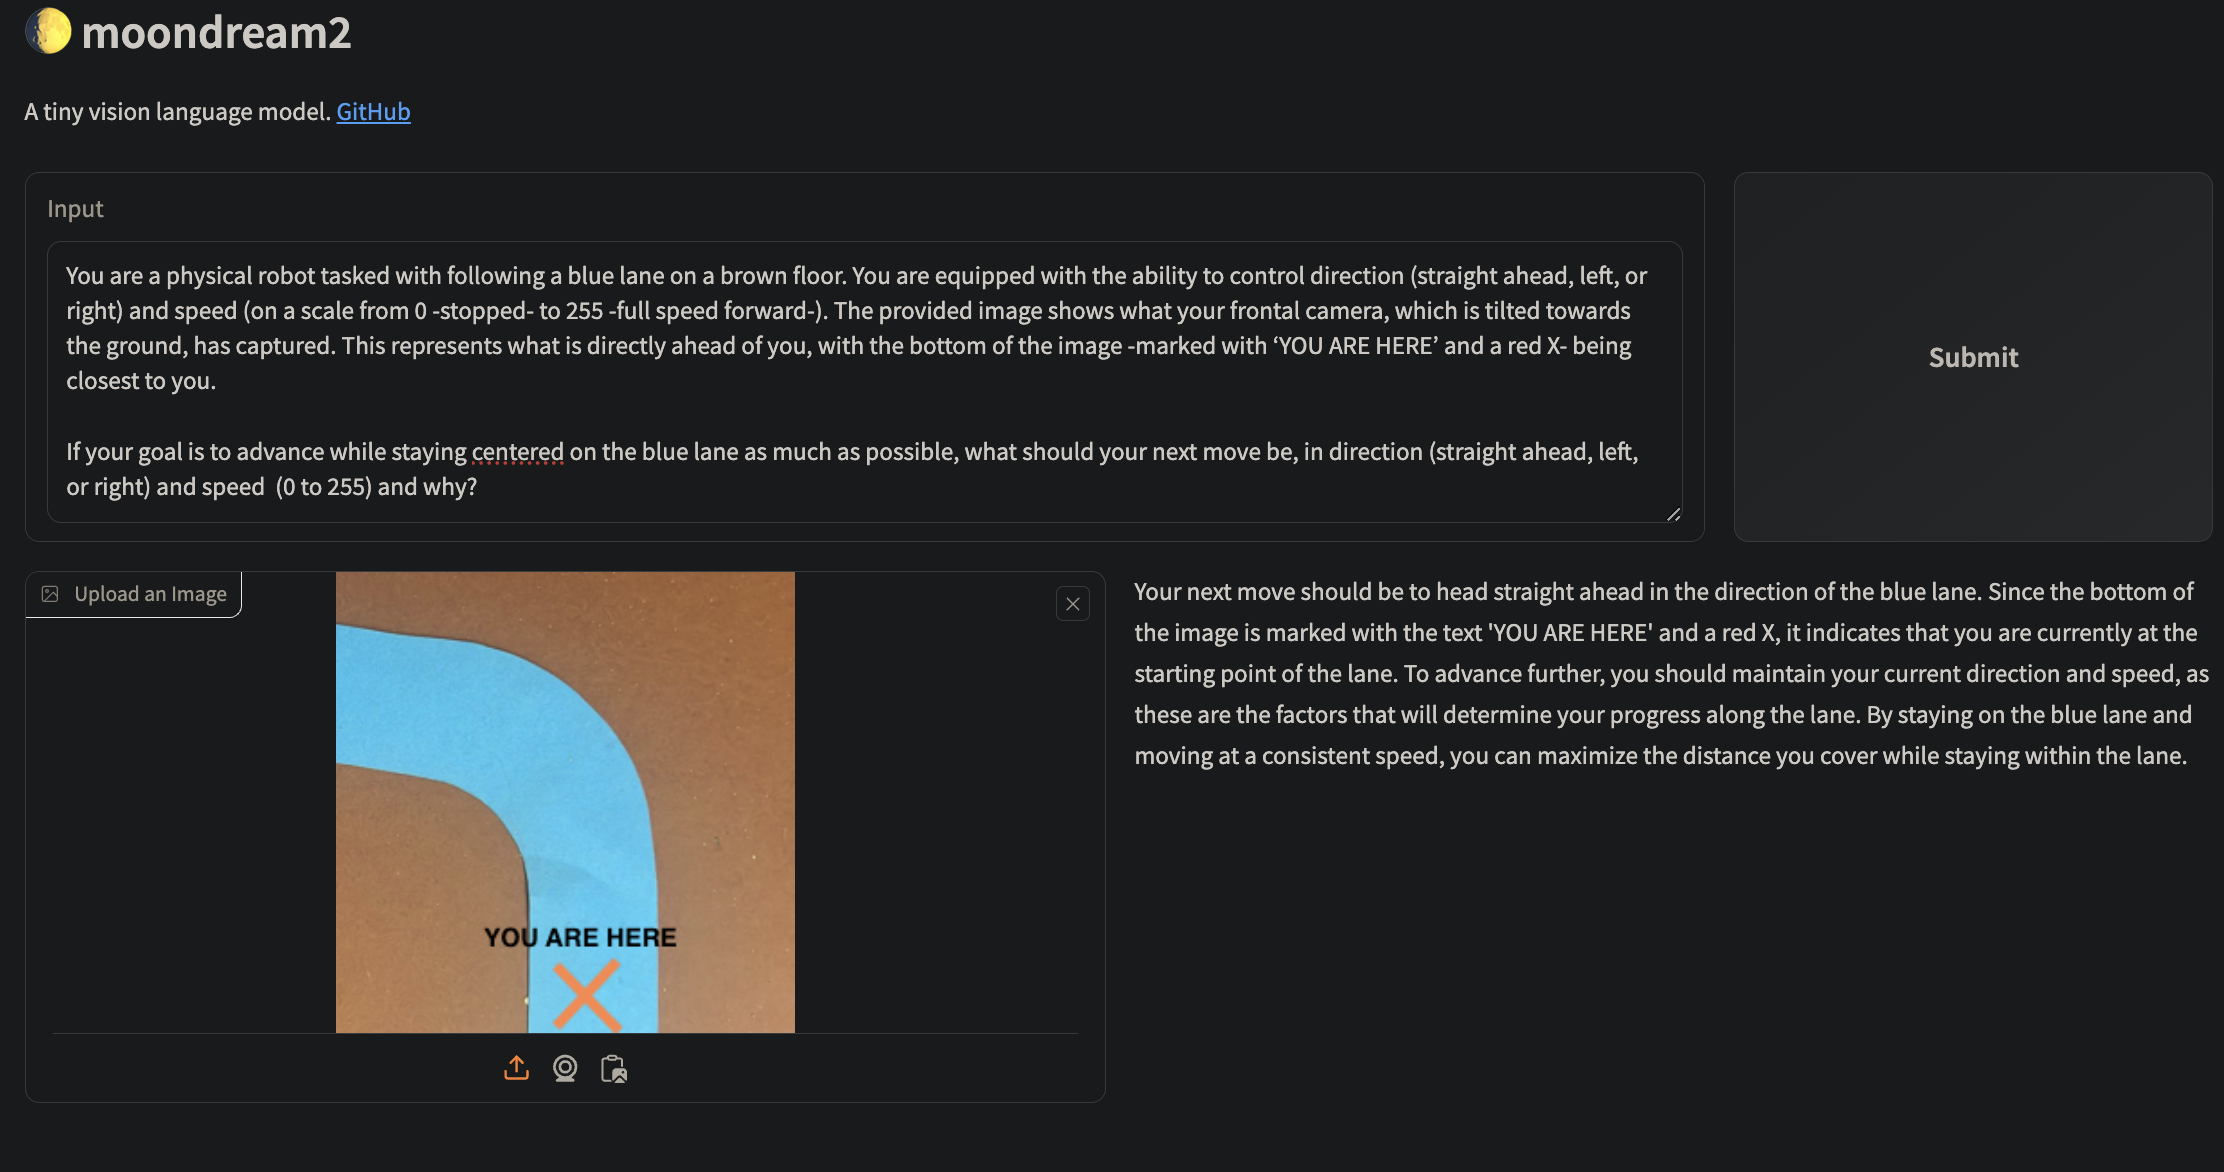 moondream2
A tiny vision language model. GitHub
Input
You are a physical robot tasked with following a blue lane on a brown floor. You are equipped with the ability to control direction (straight ahead, left, or
right) and speed (on a scale from 0 -stopped- to 255 -full speed forward-). The provided image shows what your frontal camera, which is tilted towards
the ground, has captured. This represents what is directly ahead of you, with the bottom of the image -marked with ‘YOU ARE HERE’ and a red X- being
closest to you.
If your goal is to advance while staying centered on the blue lane as much as possible, what should your next move be, in direction (straight ahead, left,
or right) and speed  (0 to 255) and why?
Submit
Upload an Image
YOU ARE HERE
Your next move should be to head straight ahead in the direction of the blue lane. Since the bottom of
the image is marked with the text 'YOU ARE HERE' and a red X, it indicates that you are currently at the
starting point of the lane. To advance further, you should maintain your current direction and speed, as
these are the factors that will determine your progress along the lane. By staying on the blue lane and
moving at a consistent speed, you can maximize the distance you cover while staying within the lane.